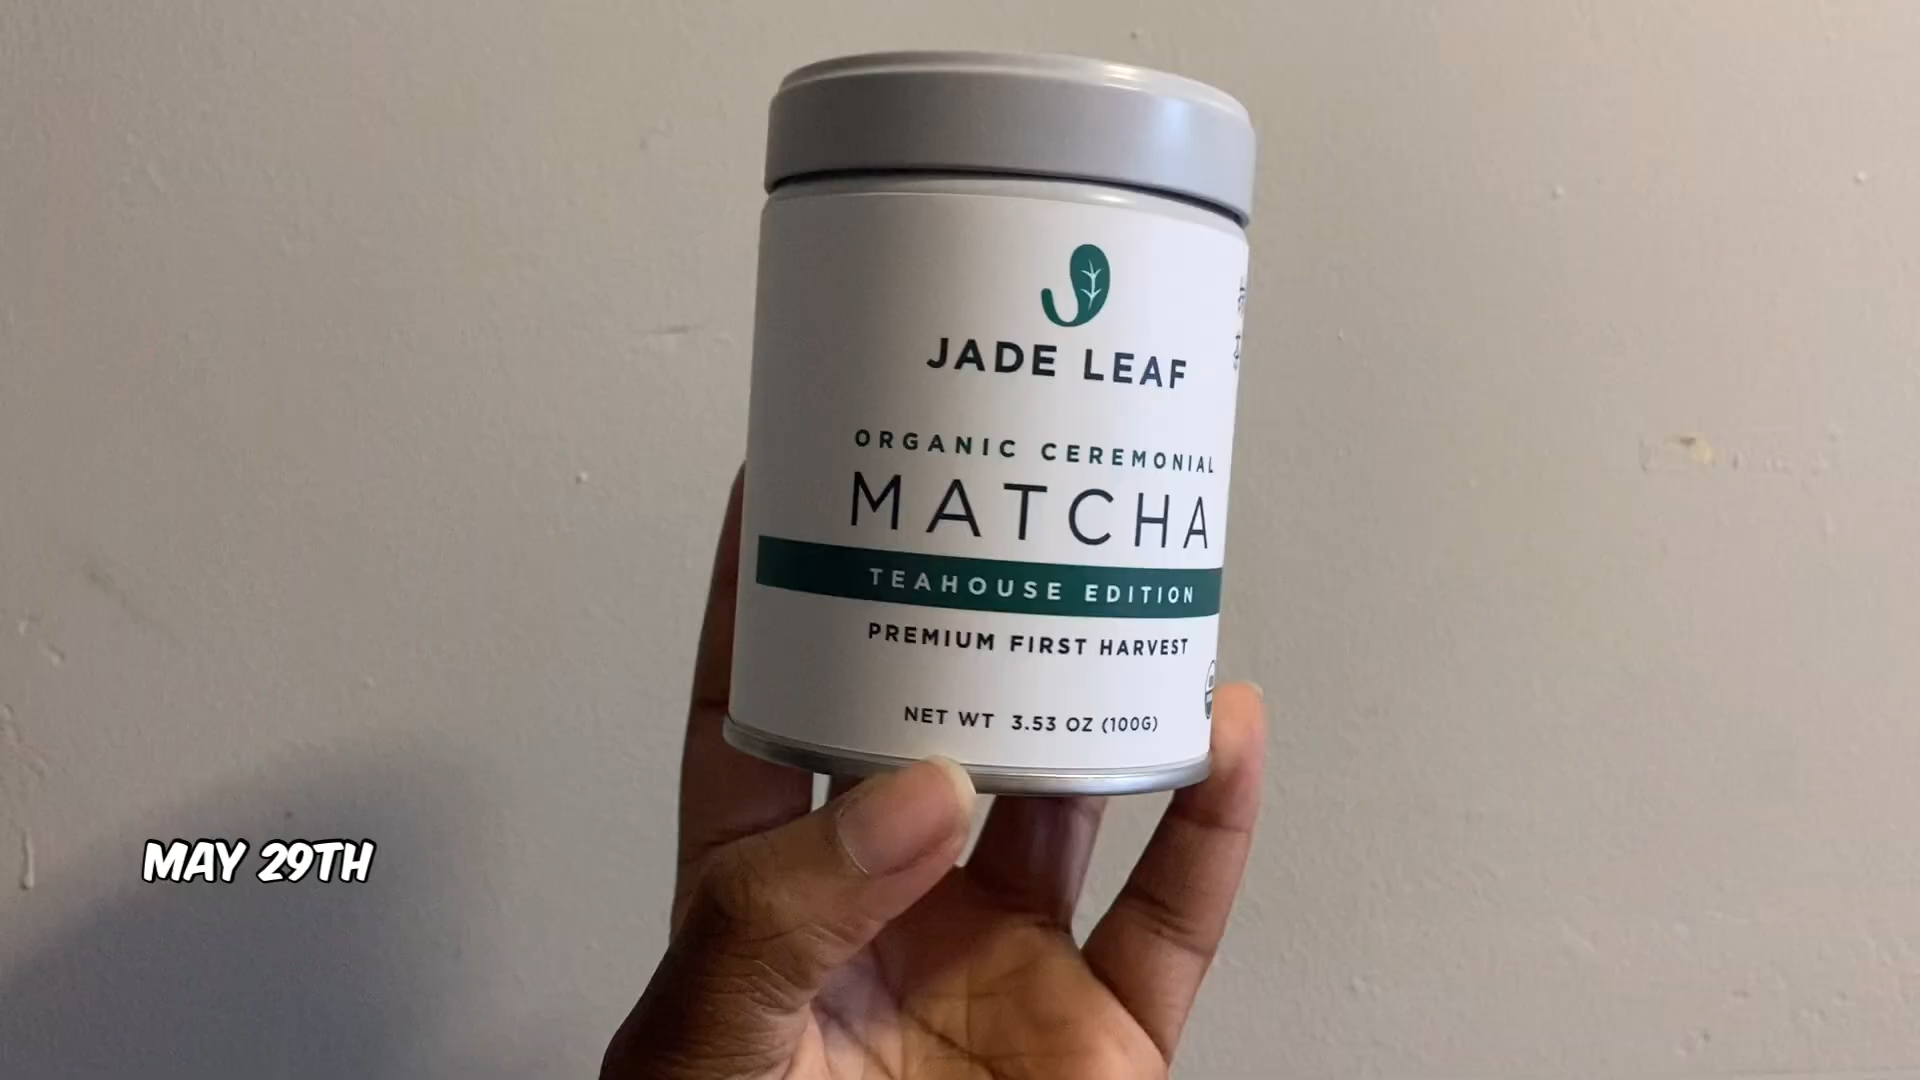 JADE LEAF
ORGANIC CEREMONIAL
MATCHA
TEAHOUSE EDITION
PREMIUM FIRST HARVEST
NET WT 3.53 OZ (100G)
MAY 29TH